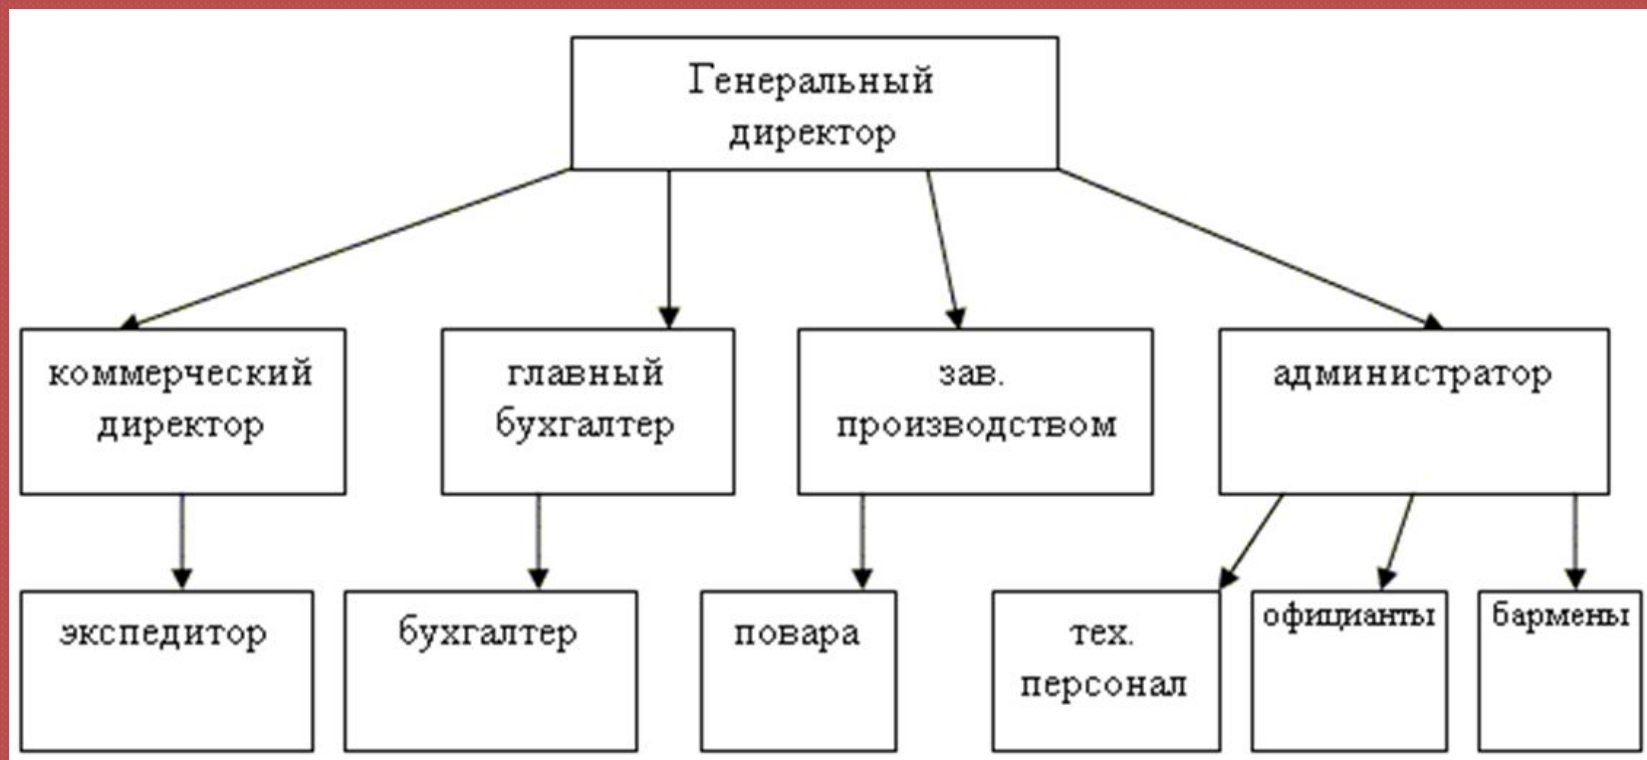 Генеральный
директор
коммерческий
директор
главный
бухгалтер
зав.
производством
администратор
экспедитор
бухгалтер
повара
тех.
персонал
официанты
бармены